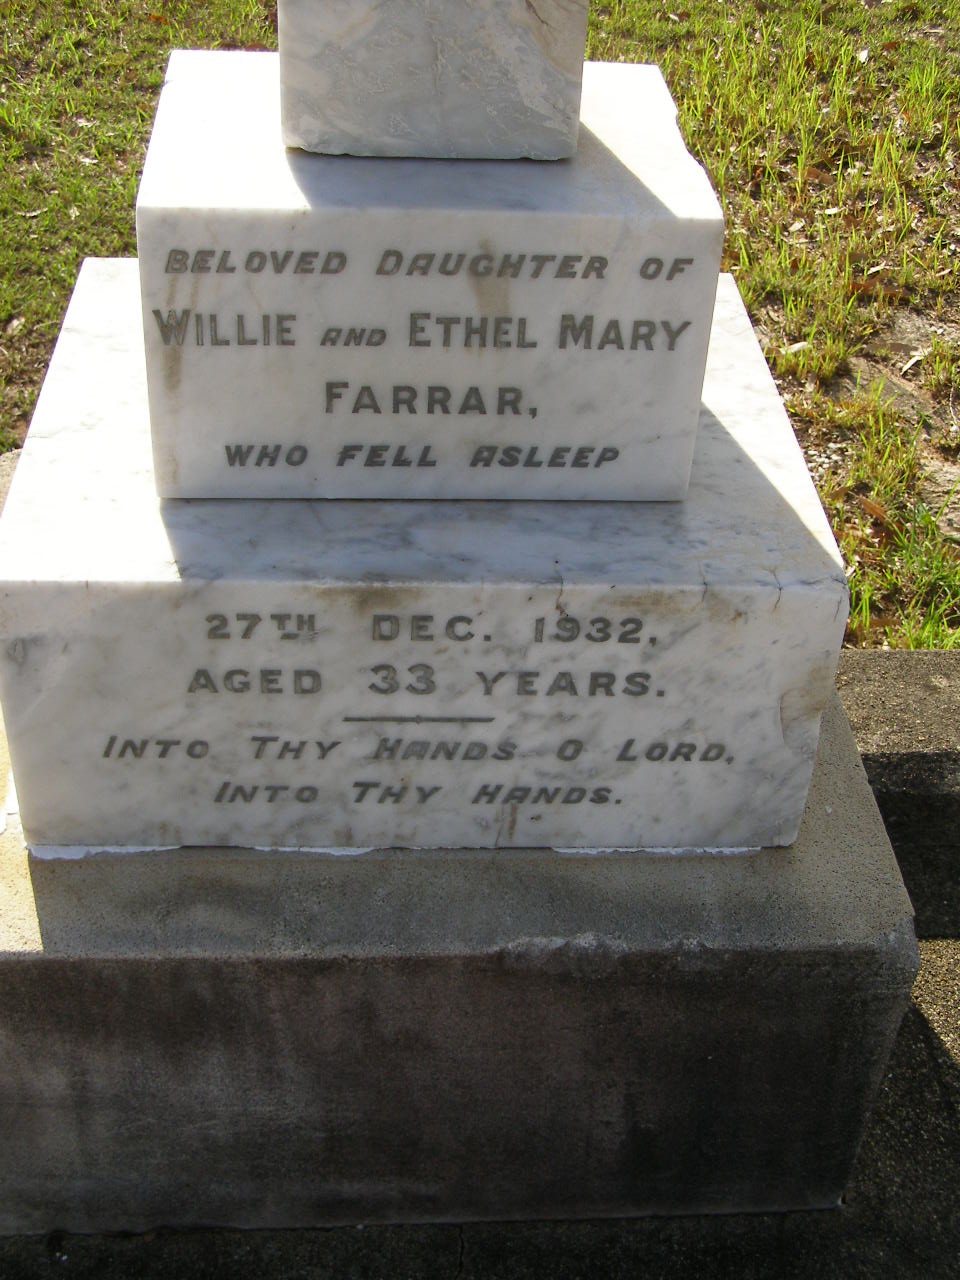 BELOVED DAUGHTER OF
WILLIE AND ETHEL MARY
FARRAR,
WHO FELL ASLEEP
27TH DEC. 1932,
AGED 33 YEARS.
INTO THY HANDS O LORD,
INTO THY HANDS.